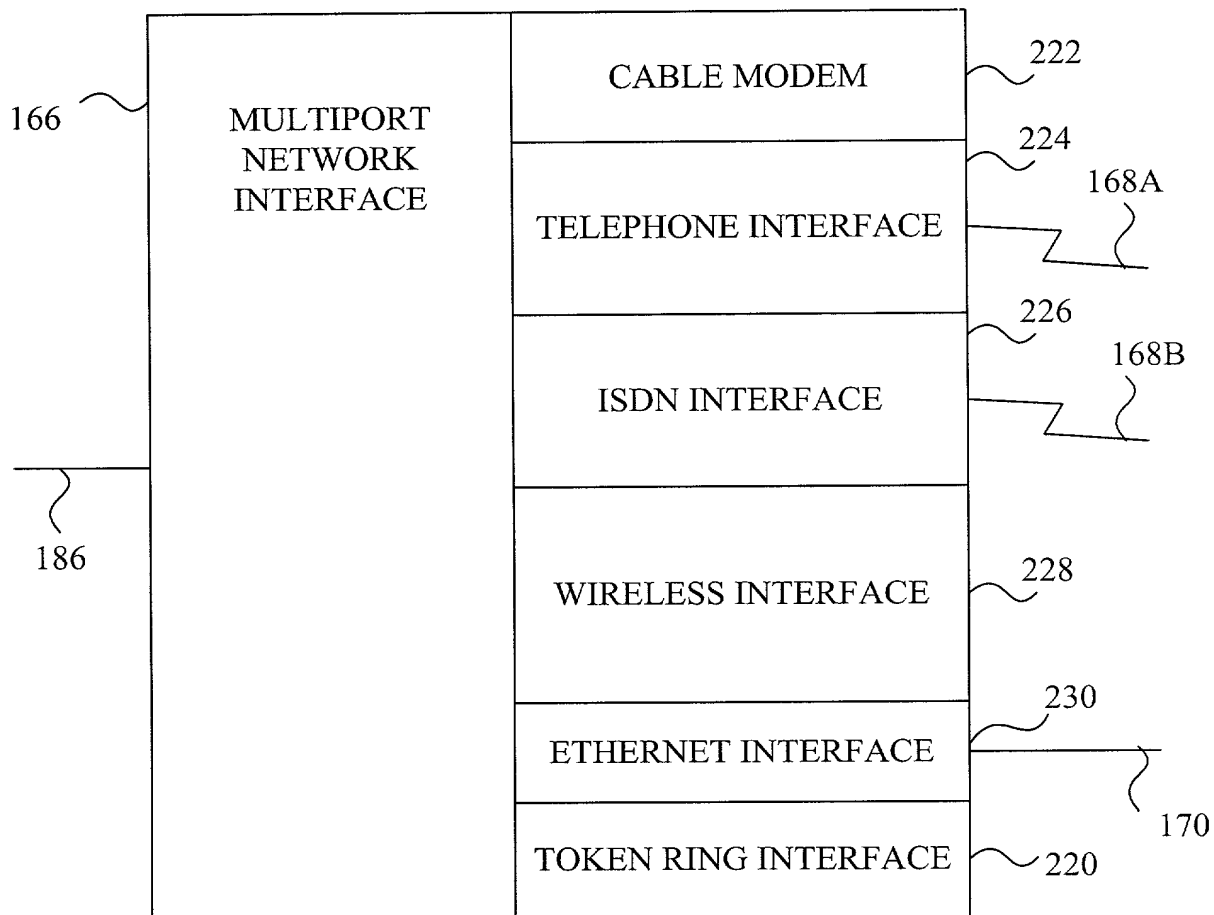 166
MULTIPORT
NETWORK
INTERFACE
186
CABLE MODEM
222
224
TELEPHONE INTERFACE
168A
226
ISDN INTERFACE
168B
WIRELESS INTERFACE
228
230
ETHERNET INTERFACE
170
TOKEN RING INTERFACE
220